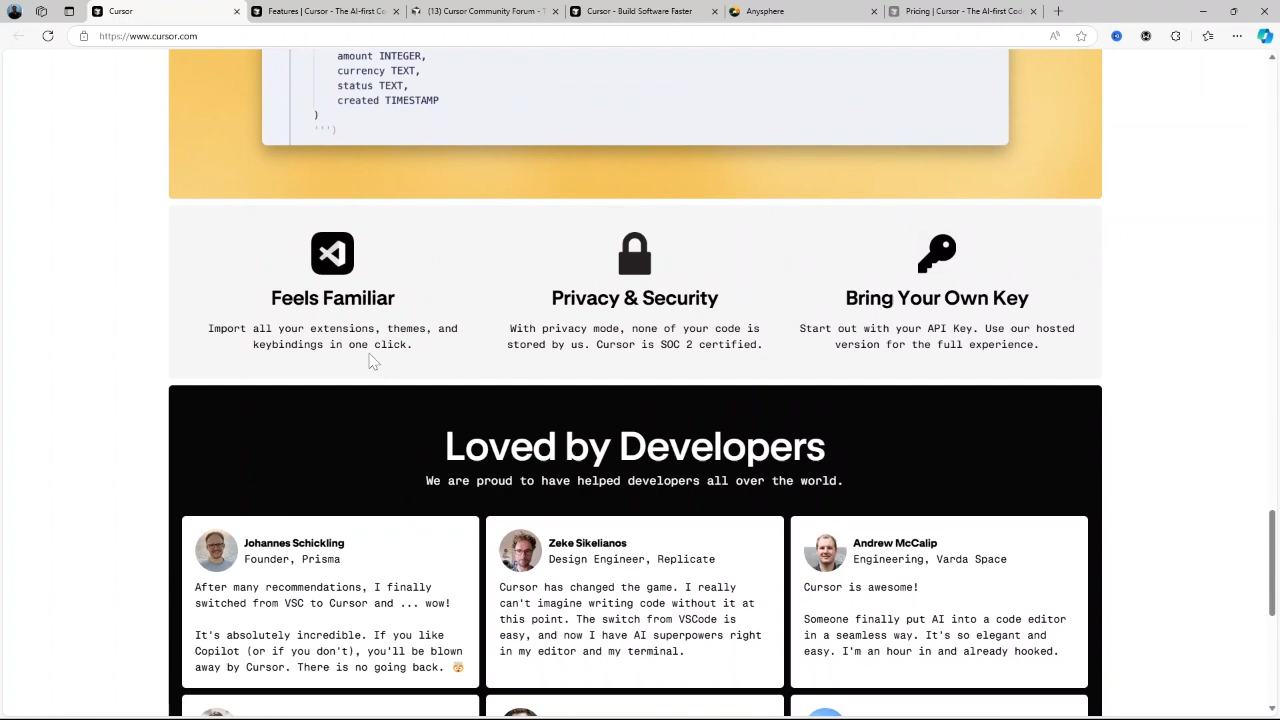 Cursor
Features | Cursor - The AI-first Co
(13) Cursor Community Forum - T
Cursor - Build Software Faster
Anysphere
Pricing | Cursor - The AI-first Code
https://www.cursor.com
amount INTEGER,
currency TEXT,
status TEXT,
created TIMESTAMP
)
''')
Feels Familiar
Import all your extensions, themes, and
keybindings in one click.
Privacy & Security
With privacy mode, none of your code is
stored by us. Cursor is SOC 2 certified.
Bring Your Own Key
Start out with your API Key. Use our hosted
version for the full experience.
Loved by Developers
We are proud to have helped developers all over the world.
Johannes Schickling
Founder, Prisma
After many recommendations, I finally
switched from VSC to Cursor and ... wow!
It's absolutely incredible. If you like
Copilot (or if you don't), you'll be blown
away by Cursor. There is no going back. 🤯
Zeke Sikelianos
Design Engineer, Replicate
Cursor has changed the game. I really
can't imagine writing code without it at
this point. The switch from VSCode is
easy, and now I have AI superpowers right
in my editor and my terminal.
Andrew McCalip
Engineering, Varda Space
Cursor is awesome!
Someone finally put AI into a code editor
in a seamless way. It's so elegant and
easy. I'm an hour in and already hooked.